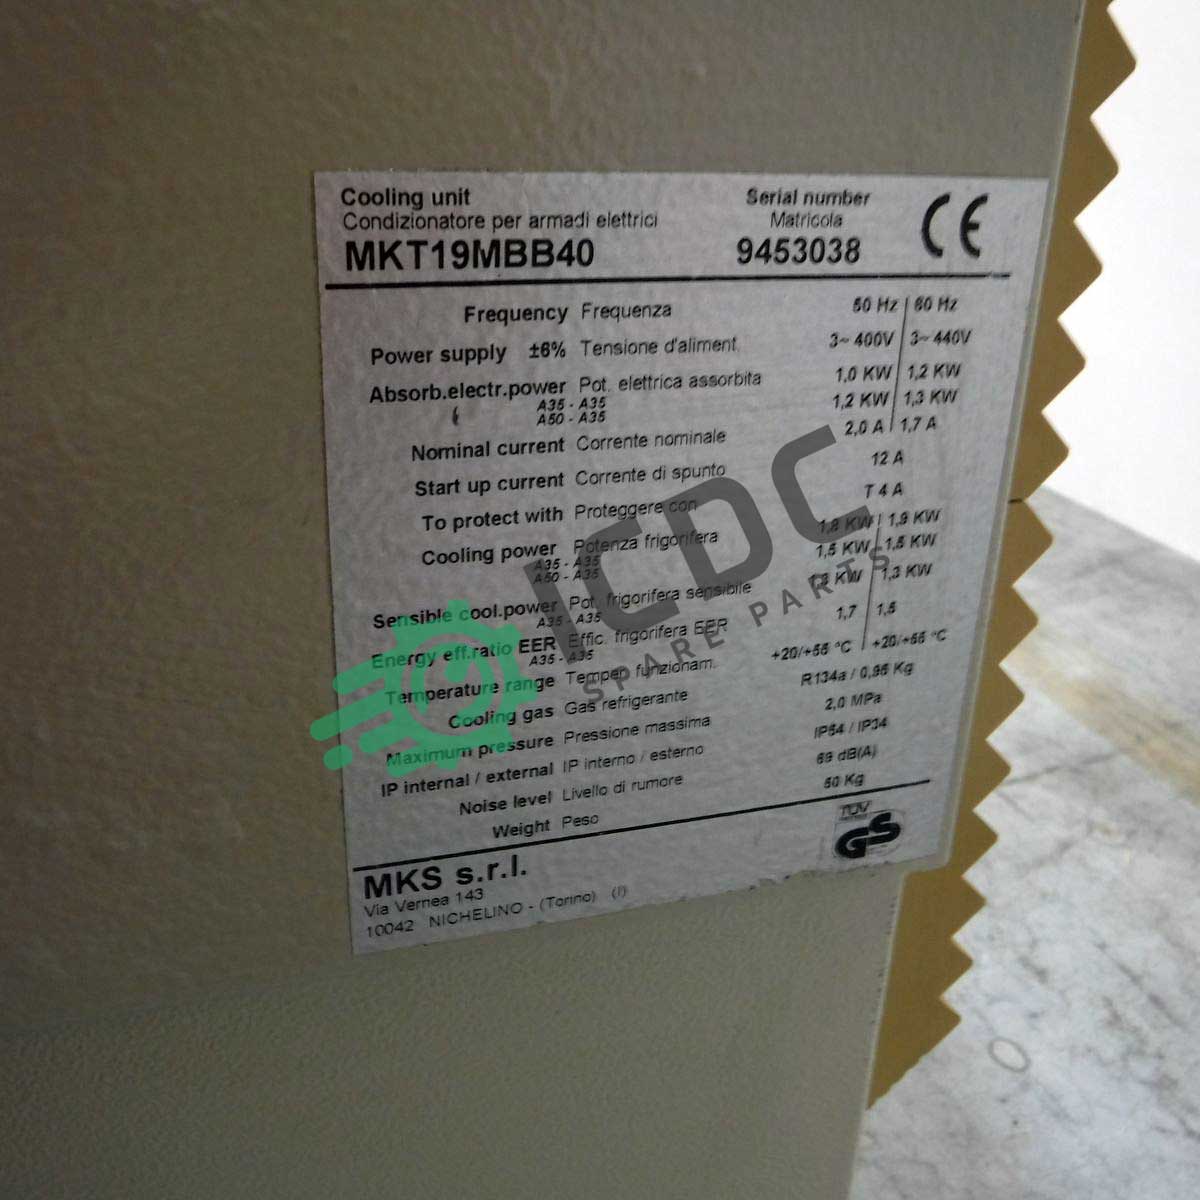 Cooling unit
Condizionatore per armadi elettrici
MKT19MBB40
Serial number
Matricola
9453038
CE
Frequency Frequenza 50 Hz 60 Hz
Power supply ±6% Tensione d'aliment. 3~ 400V 3~ 440V
Absorb.electr.power Pot. elettrica assorbita
A35 - A35 1,0 KW 1,2 KW
A50 - A35 1,2 KW 1,3 KW
Nominal current Corrente nominale 2,0 A 1,7 A
Start up current Corrente di spunto 12 A
To protect with Proteggere con T 4 A
Cooling power Potenza frigorifera
A35 - A35 1,8 KW 1,9 KW
A50 - A35 1,5 KW 1,5 KW
Sensible cool.power Pot. frigorifera sensibile
A35 - A35 KW 1,3 KW
Energy eff.ratio EER Effic. frigorifera EER
A35 - A35 1,7 1,5
Temperature range Temper. funzionam. +20/+55 °C +20/+55 °C
Cooling gas Gas refrigerante R134a / 0,95 Kg
Maximum pressure Pressione massima 2,0 MPa
IP internal / external IP interno / esterno IP54 / IP34
Noise level Livello di rumore 69 dB(A)
Weight Peso 50 Kg
TÜV
GS
MKS s.r.l.
Via Vernea 143
10042 NICHELINO - (Torino) (I)
ICDC
SPARE PARTS